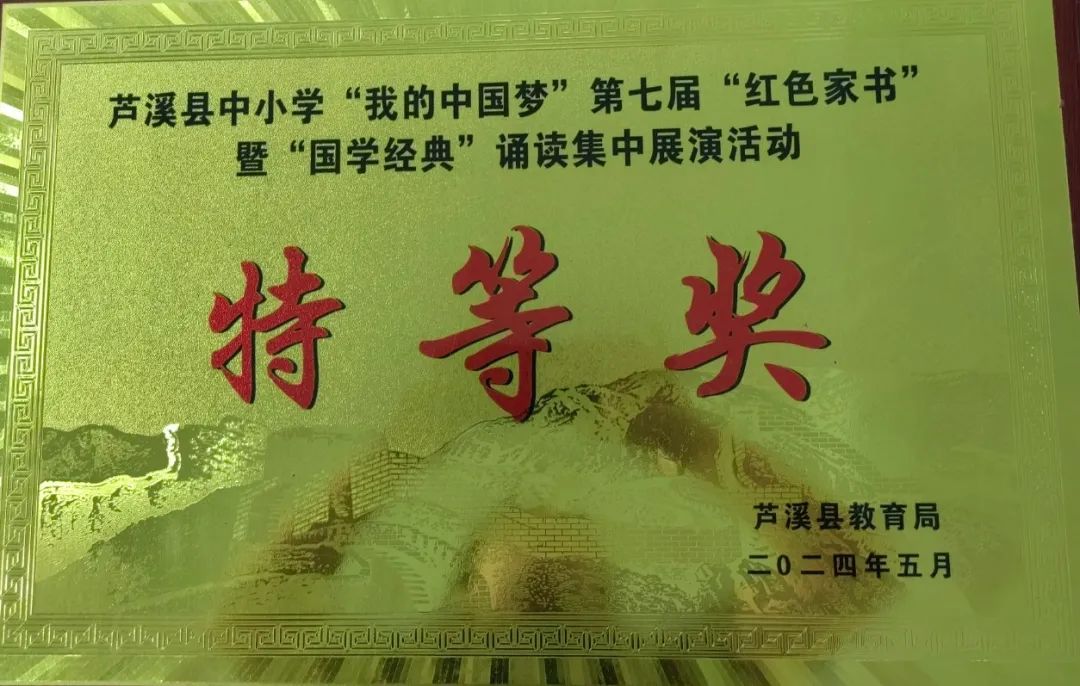 芦溪县中小学“我的中国梦”第七届“红色家书”
暨“国学经典”诵读集中展演活动
特等奖
芦溪县教育局
二0二四年五月